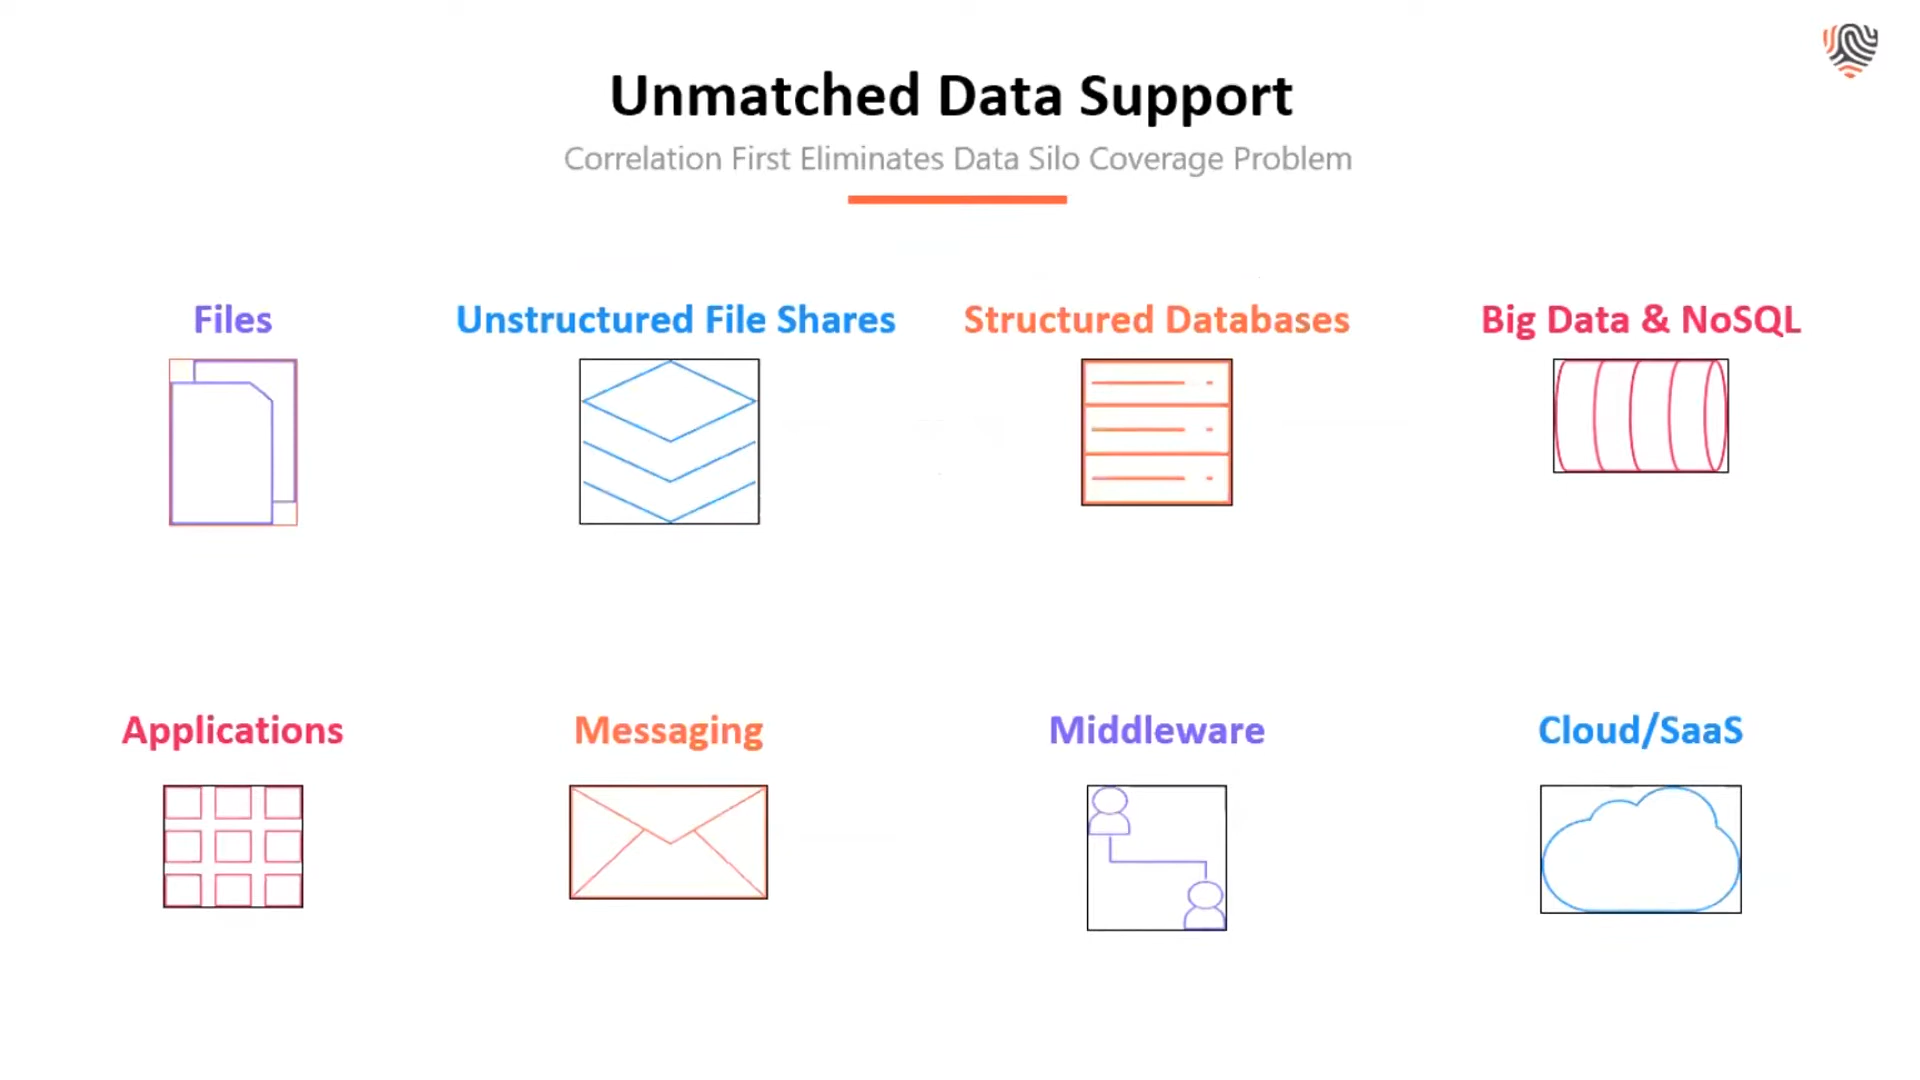 Unmatched Data Support
Correlation First Eliminates Data Silo Coverage Problem
Files
Unstructured File Shares
Structured Databases
Big Data & NoSQL
Applications
Messaging
Middleware
Cloud/SaaS